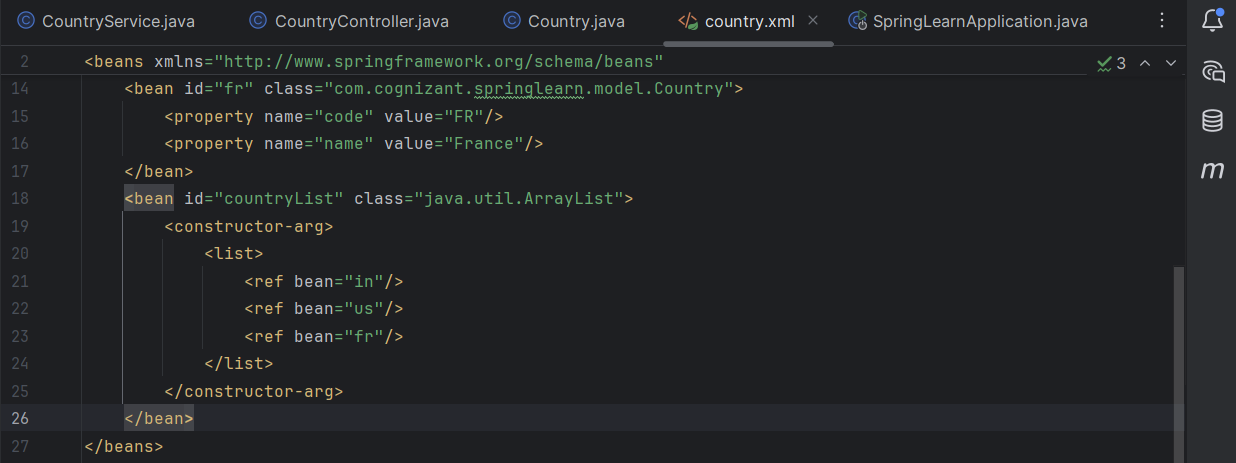 CountryService.java CountryController.java Country.java country.xml SpringLearnApplication.java
2 <beans xmlns="http://www.springframework.org/schema/beans" 3
14 <bean id="fr" class="com.cognizant.springlearn.model.Country">
15 <property name="code" value="FR"/>
16 <property name="name" value="France"/>
17 </bean>
18 <bean id="countryList" class="java.util.ArrayList">
19 <constructor-arg>
20 <list>
21 <ref bean="in"/>
22 <ref bean="us"/>
23 <ref bean="fr"/>
24 </list>
25 </constructor-arg>
26 </bean>
27 </beans>